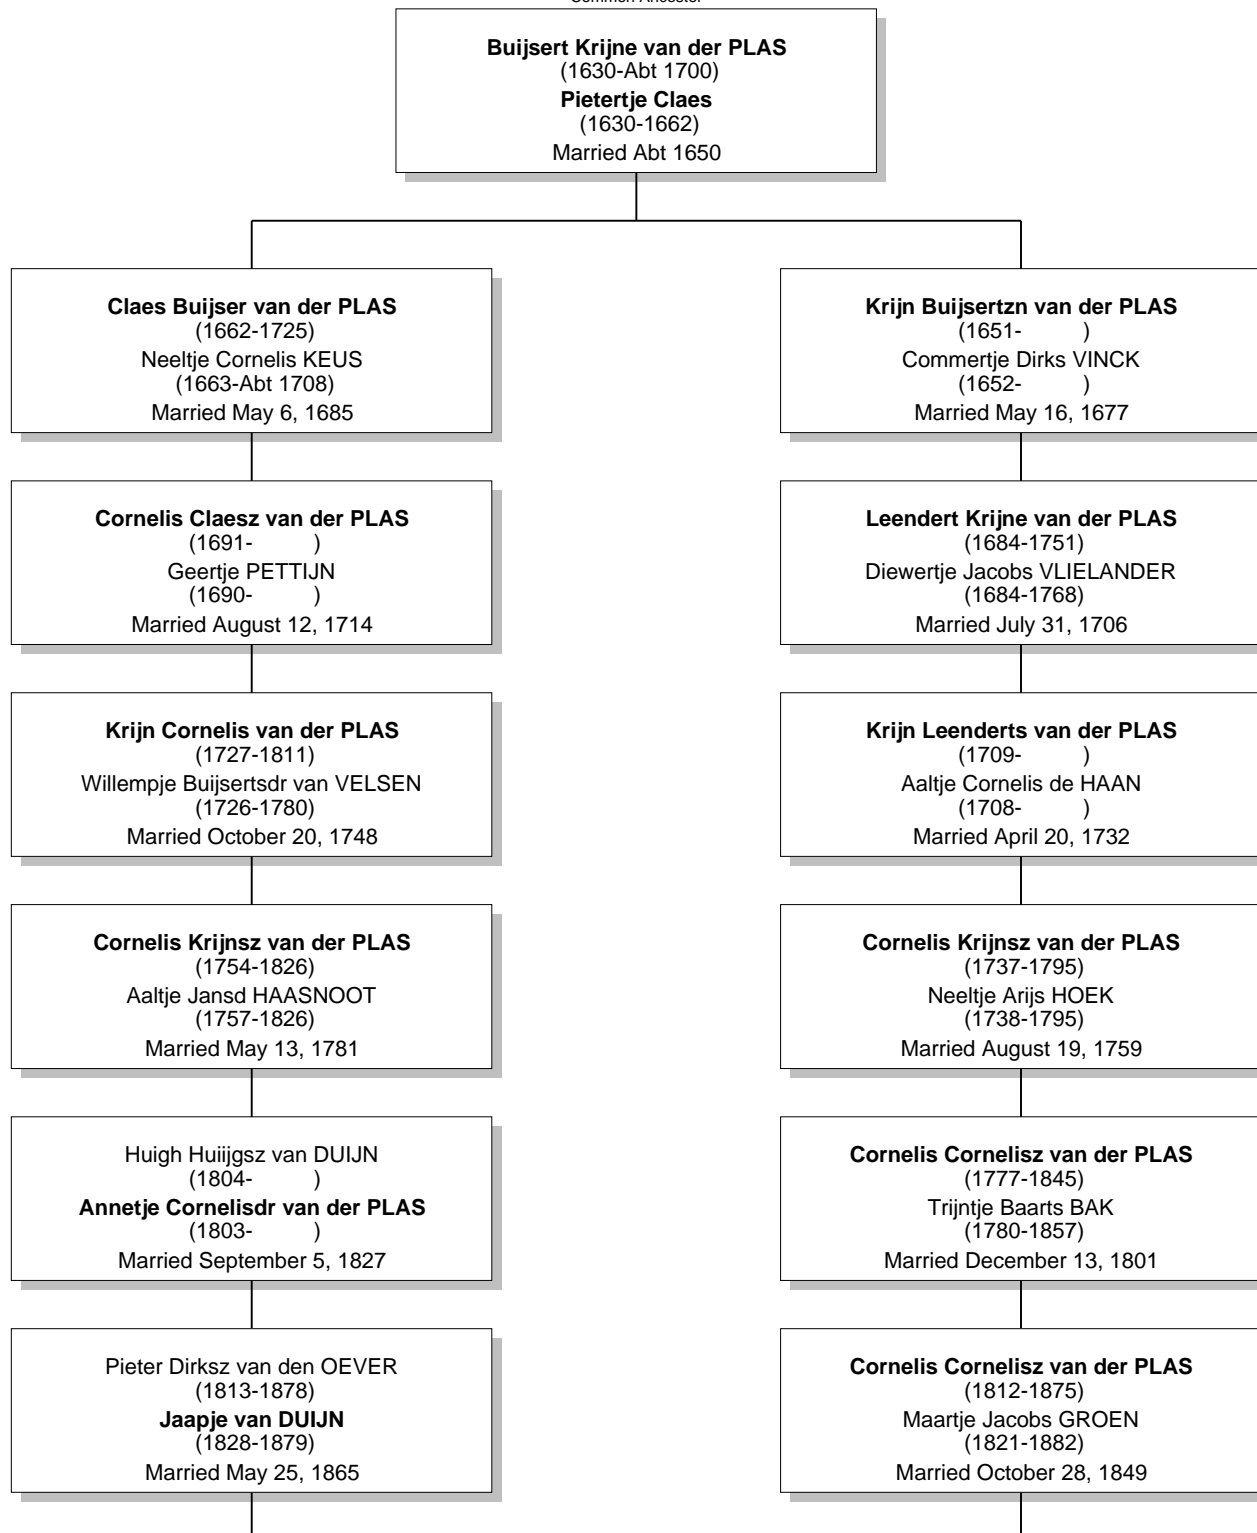 Common Ancestor
Buijsert Krijne van der PLAS
(1630-Abt 1700)
Pietertje Claes
(1630-1662)
Married Abt 1650
Claes Buijser van der PLAS
(1662-1725)
Neeltje Cornelis KEUS
(1663-Abt 1708)
Married May 6, 1685
Krijn Buijsertzn van der PLAS
(1651- )
Commertje Dirks VINCK
(1652- )
Married May 16, 1677
Cornelis Claesz van der PLAS
(1691- )
Geertje PETTIJN
(1690- )
Married August 12, 1714
Leendert Krijne van der PLAS
(1684-1751)
Diewertje Jacobs VLIELANDER
(1684-1768)
Married July 31, 1706
Krijn Cornelis van der PLAS
(1727-1811)
Willempje Buijsertsdr van VELSEN
(1726-1780)
Married October 20, 1748
Krijn Leenderts van der PLAS
(1709- )
Aaltje Cornelis de HAAN
(1708- )
Married April 20, 1732
Cornelis Krijnsz van der PLAS
(1754-1826)
Aaltje Jansd HAASNOOT
(1757-1826)
Married May 13, 1781
Cornelis Krijnsz van der PLAS
(1737-1795)
Neeltje Arijs HOEK
(1738-1795)
Married August 19, 1759
Huigh Huiijgsz van DUIJN
(1804- )
Annetje Cornelisdr van der PLAS
(1803- )
Married September 5, 1827
Cornelis Cornelisz van der PLAS
(1777-1845)
Trijntje Baarts BAK
(1780-1857)
Married December 13, 1801
Pieter Dirksz van den OEVER
(1813-1878)
Jaapje van DUIJN
(1828-1879)
Married May 25, 1865
Cornelis Cornelisz van der PLAS
(1812-1875)
Maartje Jacobs GROEN
(1821-1882)
Married October 28, 1849